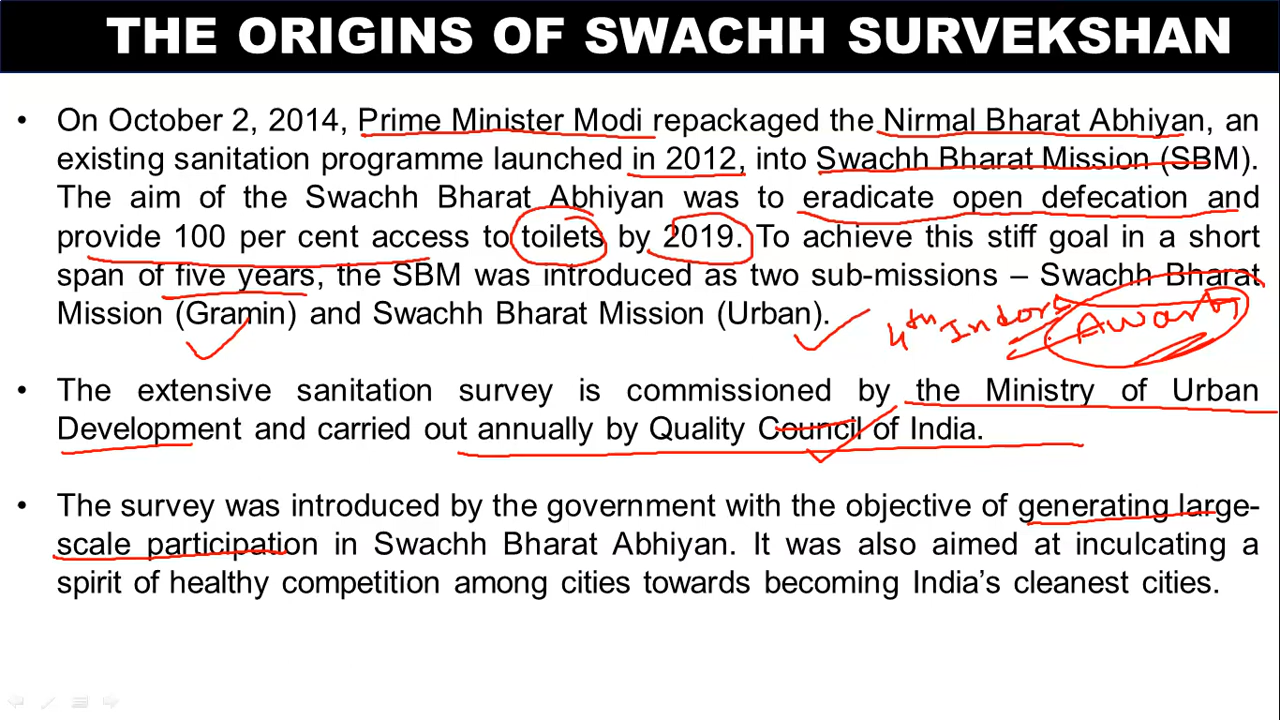 THE ORIGINS OF SWACHH SURVEKSHAN
• On October 2, 2014, Prime Minister Modi repackaged the Nirmal Bharat Abhiyan, an
existing sanitation programme launched in 2012, into Swachh Bharat Mission (SBM).
The aim of the Swachh Bharat Abhiyan was to eradicate open defecation and
provide 100 per cent access to toilets by 2019. To achieve this stiff goal in a short
span of five years, the SBM was introduced as two sub-missions – Swachh Bharat
Mission (Gramin) and Swachh Bharat Mission (Urban).
4th Indore
Award
• The extensive sanitation survey is commissioned by the Ministry of Urban
Development and carried out annually by Quality Council of India.
• The survey was introduced by the government with the objective of generating large-
scale participation in Swachh Bharat Abhiyan. It was also aimed at inculcating a
spirit of healthy competition among cities towards becoming India's cleanest cities.